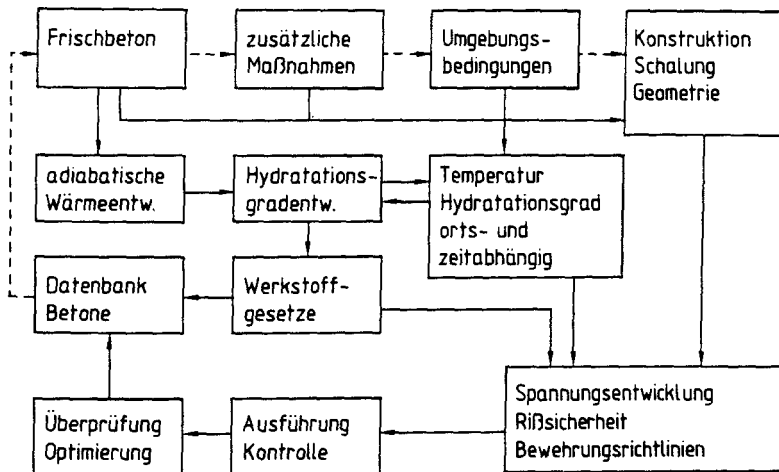 Frischbeton
zusätzliche
Maßnahmen
Umgebungs-
bedingungen
Konstruktion
Schalung
Geometrie
adiabatische
Wärmeentw.
Hydratations-
gradentw.
Temperatur
Hydratationsgrad
orts- und
zeitabhängig
Datenbank
Betone
Werkstoff-
gesetze
Überprüfung
Optimierung
Ausführung
Kontrolle
Spannungsentwicklung
Rißsicherheit
Bewehrungsrichtlinien